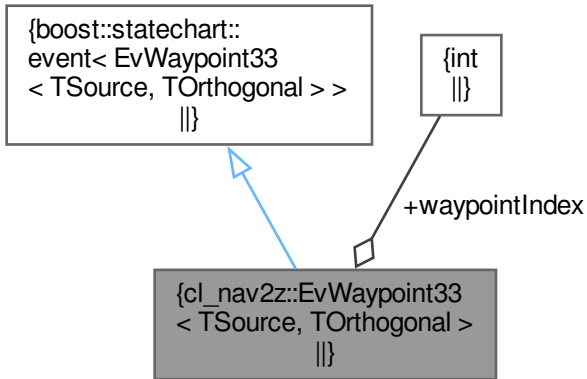 {boost::statechart::
event< EvWaypoint33
< TSource, TOrthogonal > >
||}
{int
||}
+waypointIndex
{cl_nav2z::EvWaypoint33
< TSource, TOrthogonal >
||}